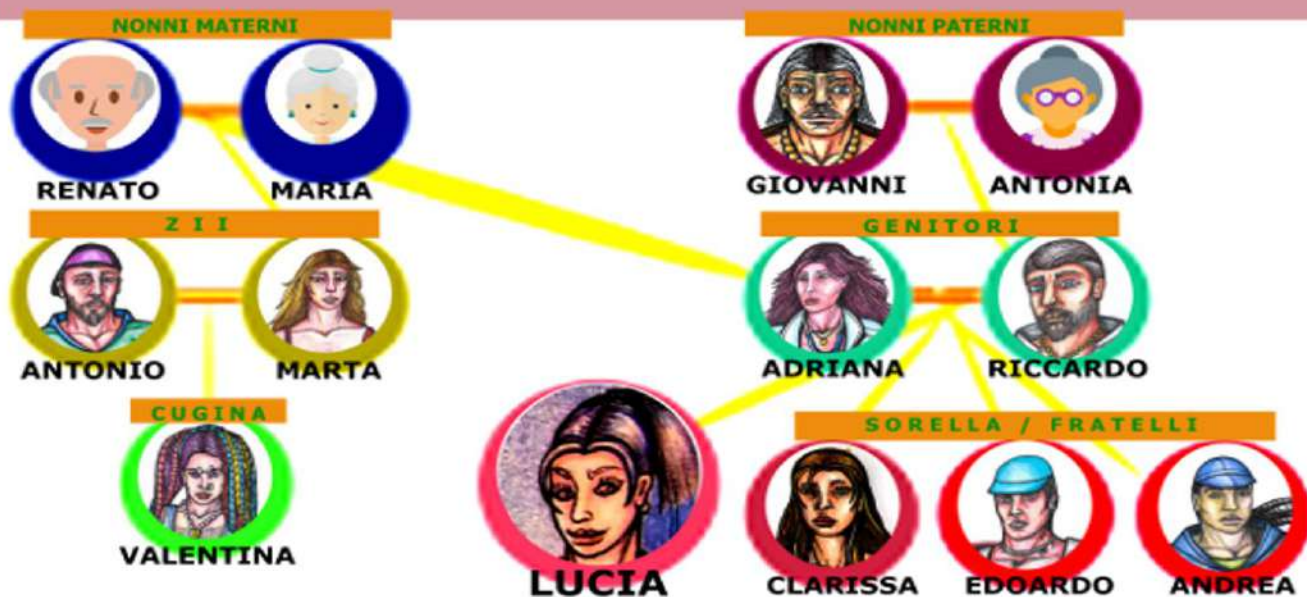 NONNI MATERNI
NONNI PATERNI
RENATO
MARIA
GIOVANNI
ANTONIA
ZII
GENITORI
ANTONIO
MARTA
ADRIANA
RICCARDO
CUGINA
SORELLA / FRATELLI
VALENTINA
LUCIA
CLARISSA
EDOARDO
ANDREA